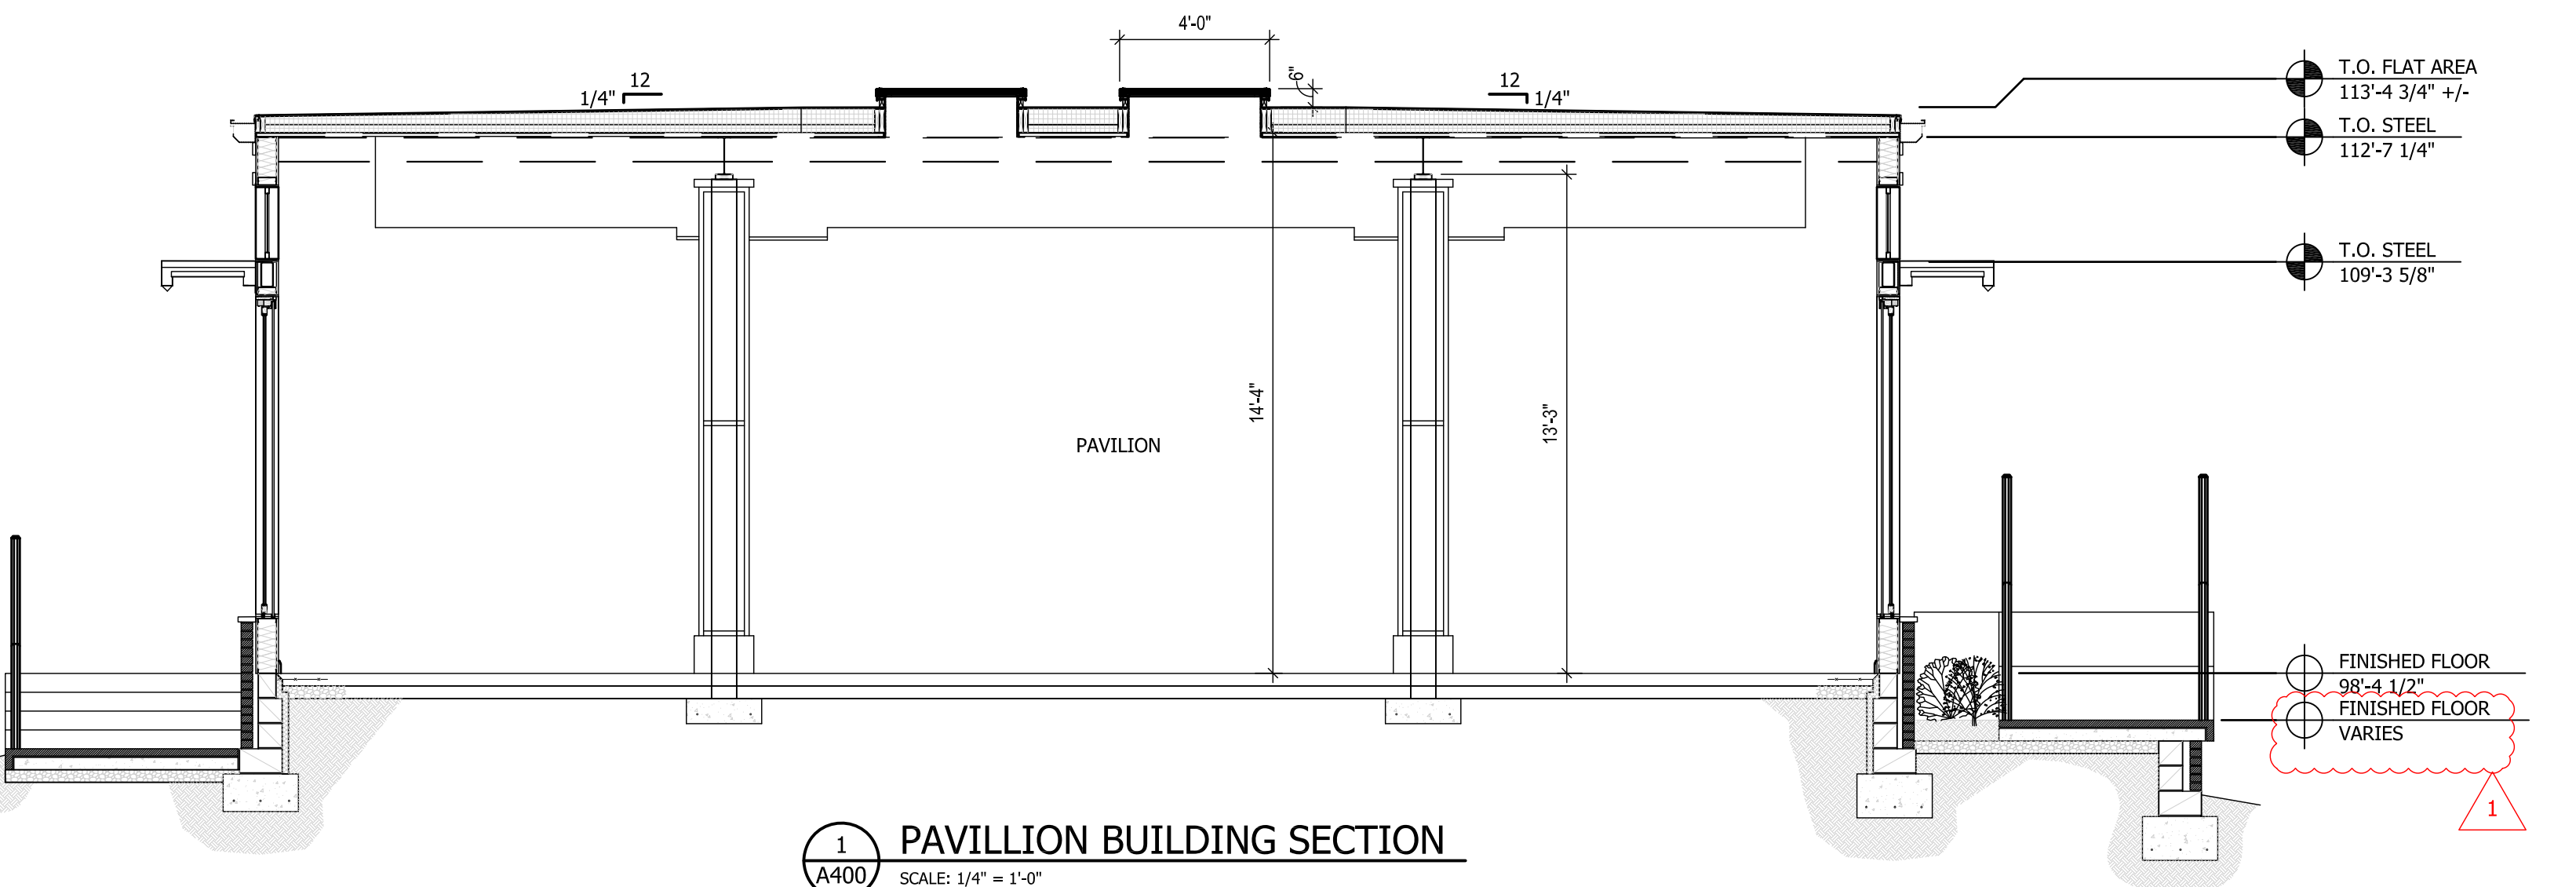 4'-0"
6"
12
1/4"
12
1/4"
T.O. FLAT AREA
113'-4 3/4" +/-
T.O. STEEL
112'-7 1/4"
T.O. STEEL
109'-3 5/8"
14'-4"
13'-3"
PAVILION
FINISHED FLOOR
98'-4 1/2"
FINISHED FLOOR
VARIES
1
1
A400
PAVILLION BUILDING SECTION
SCALE: 1/4" = 1'-0"